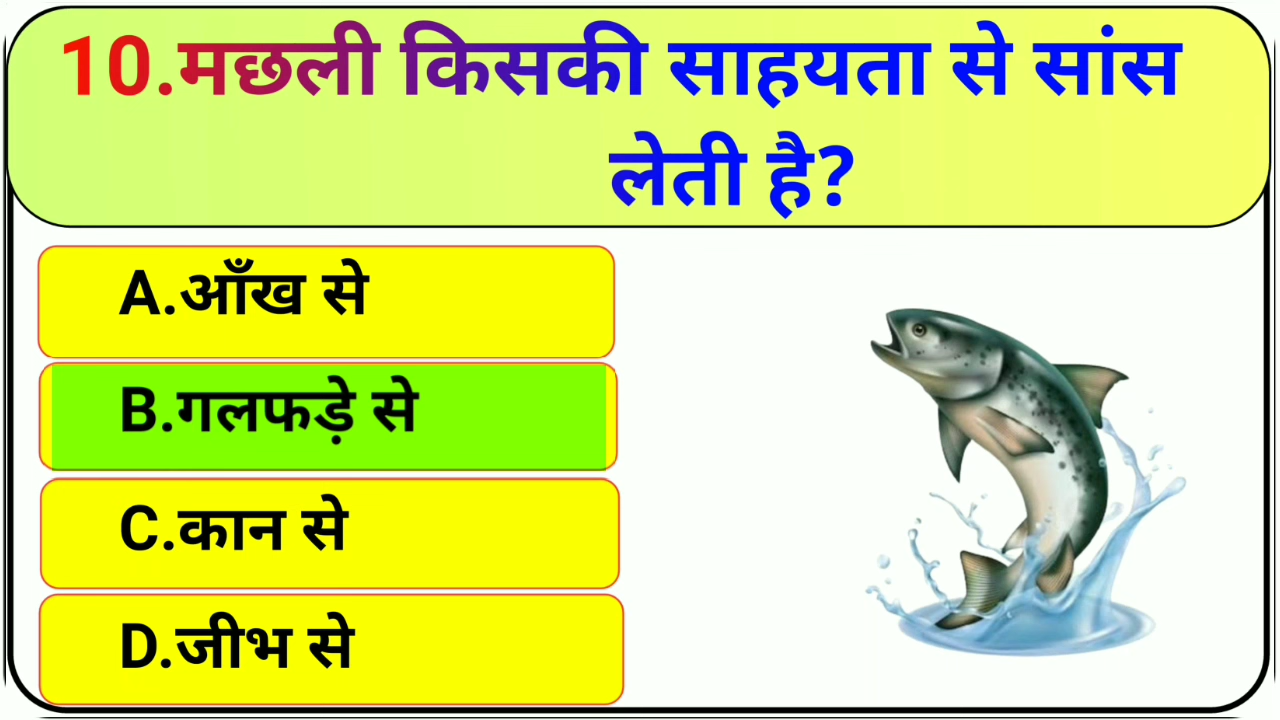 10.मछली किसकी साहयता से सांस
लेती है?
A.आँख से
B.गलफड़े से
C.कान से
D.जीभ से